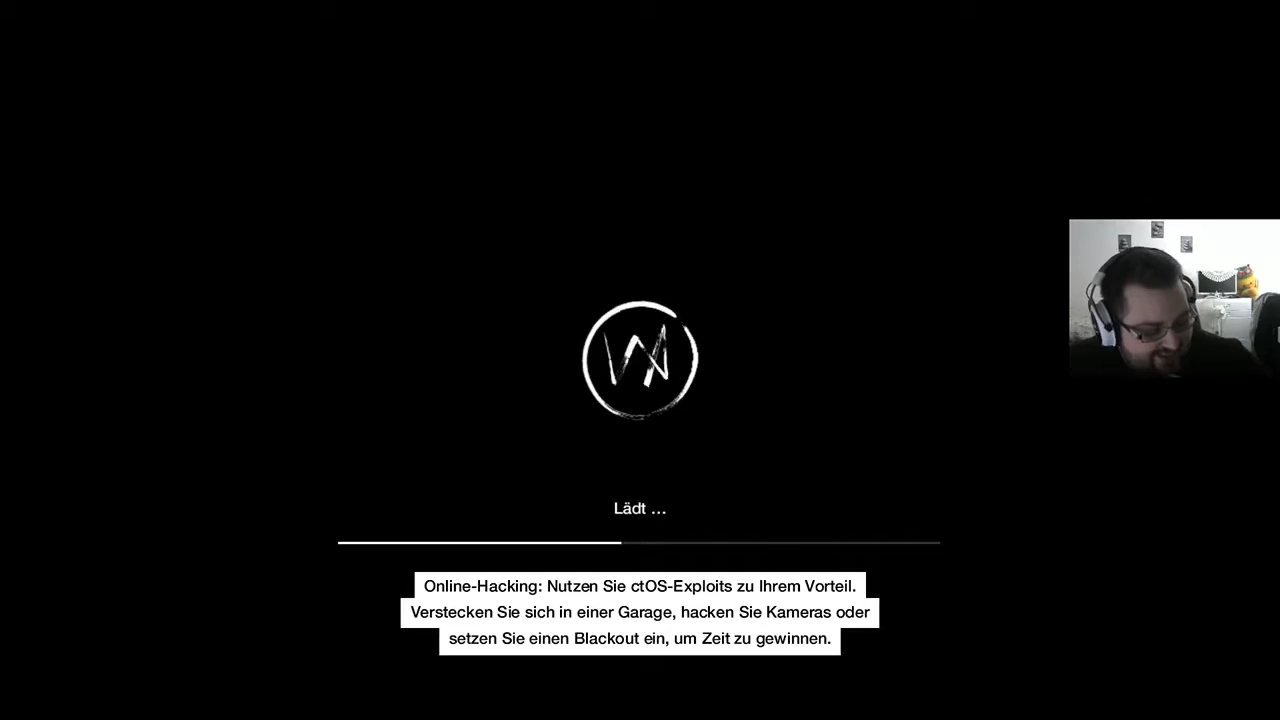 Lädt ...
Online-Hacking: Nutzen Sie ctOS-Exploits zu Ihrem Vorteil.
Verstecken Sie sich in einer Garage, hacken Sie Kameras oder
setzen Sie einen Blackout ein, um Zeit zu gewinnen.